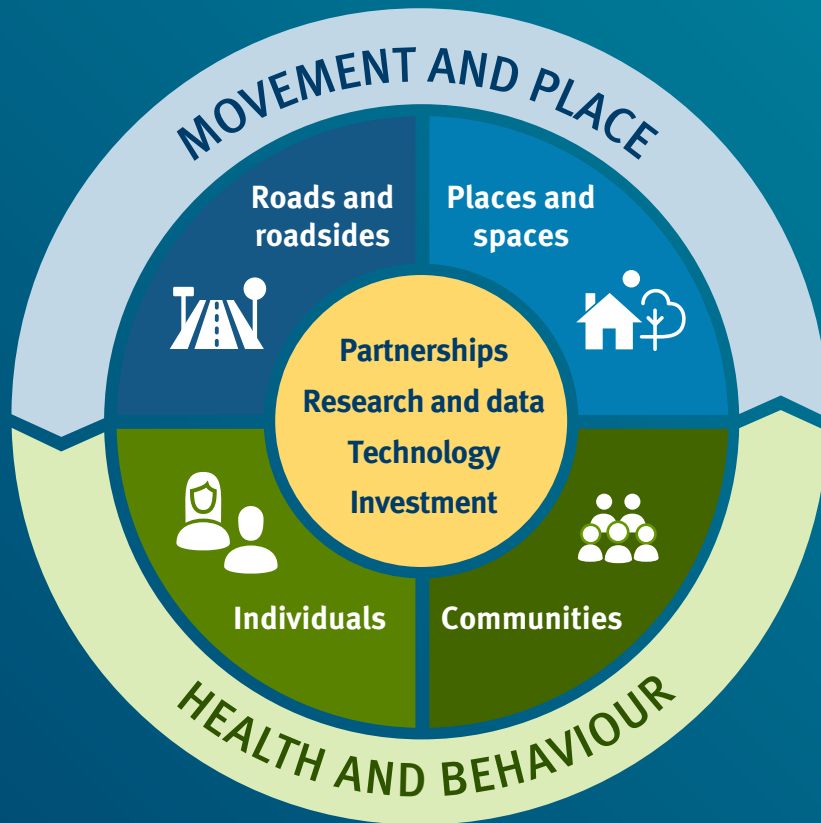 MOVEMENT AND PLACE
Roads and
roadsides
Places and
spaces
Partnerships
Research and data
Technology
Investment
Individuals
Communities
HEALTH AND BEHAVIOUR